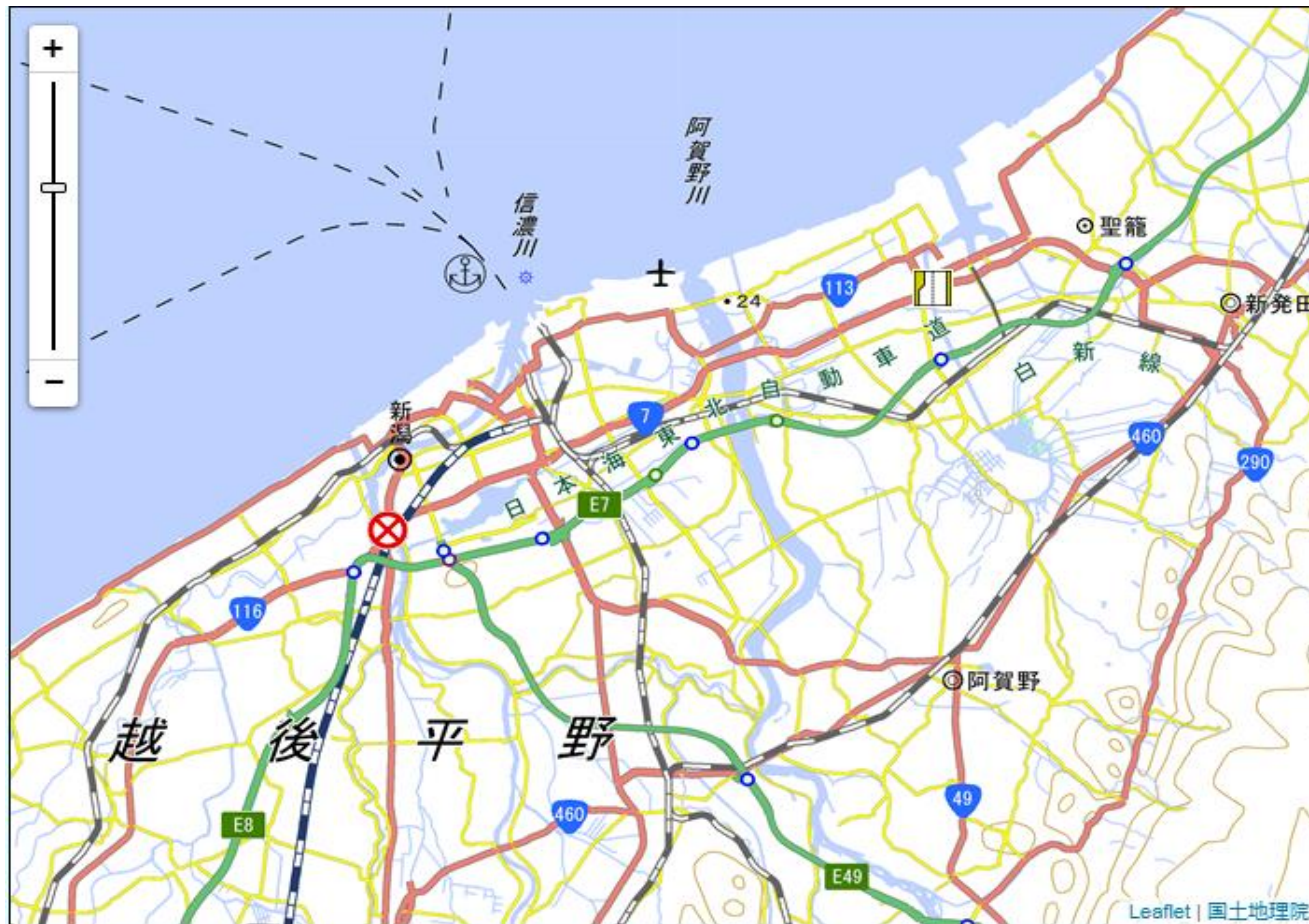 +
−
阿賀野川
信濃川
聖籠
113
24
新発田
日本海東北自動車道
白新線
新潟
7
460
290
E7
116
阿賀野
越後平野
E8
460
49
E49
Leaflet | 国土地理院